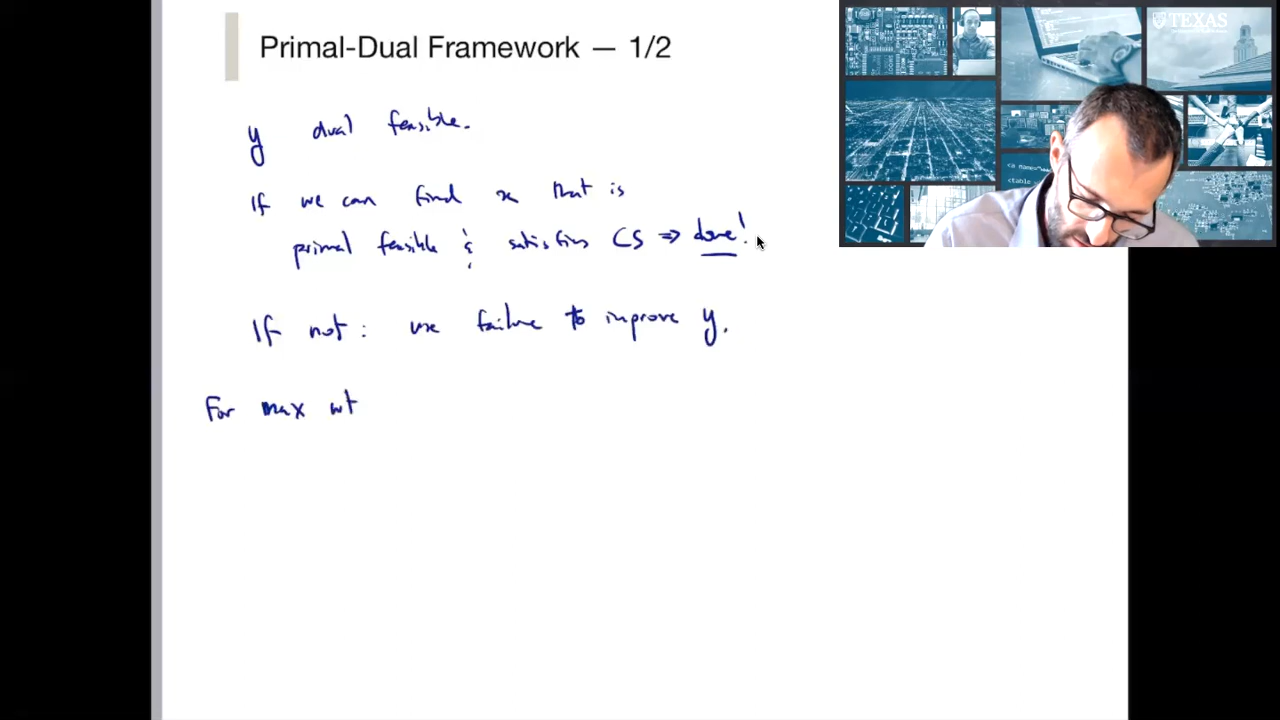 Primal-Dual Framework — 1/2
TEXAS
y dual feasible.
If we can find x that is
primal feasible & satisfies CS ⇒ done!
If not: use failure to improve y.
For max wt